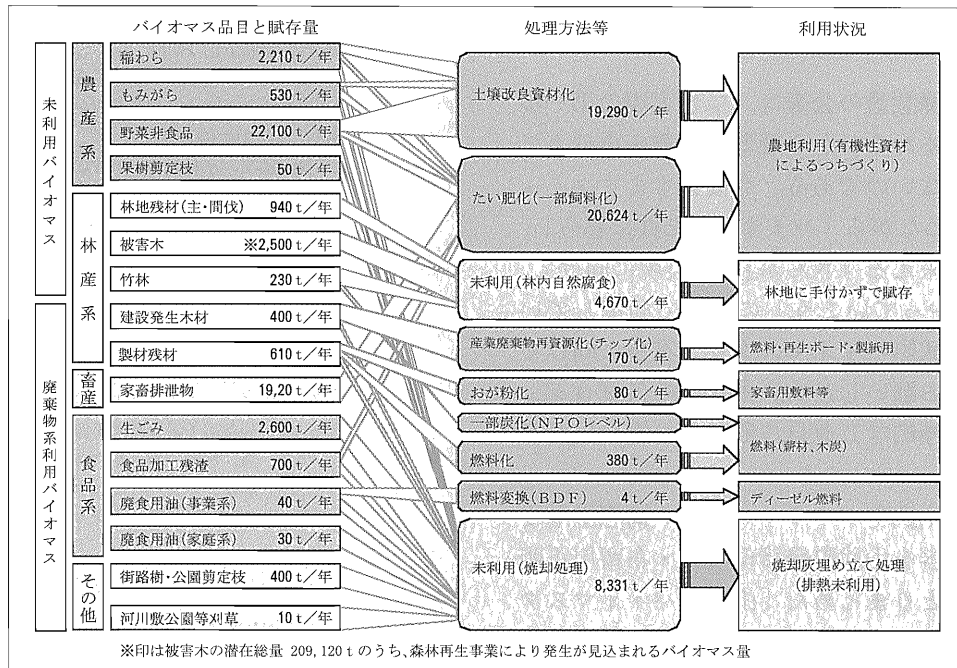 バイオマス品目と賦存量
処理方法等
利用状況
未利用バイオマス
廃棄物系利用バイオマス
農産系
稲わら 2,210 t／年
もみがら 530 t／年
野菜非食品 22,100 t／年
果樹剪定枝 50 t／年
林産系
林地残材(主・間伐) 940 t／年
被害木 ※2,500 t／年
竹林 230 t／年
建設発生木材 400 t／年
製材残材 610 t／年
畜産
家畜排泄物 19,20 t／年
食品系
生ごみ 2,600 t／年
食品加工残渣 700 t／年
廃食用油(事業系) 40 t／年
廃食用油(家庭系) 30 t／年
その他
街路樹・公園剪定枝 400 t／年
河川敷公園等刈草 10 t／年
土壌改良資材化
19,290 t／年
たい肥化(一部飼料化)
20,624 t／年
未利用(林内自然腐食)
4,670 t／年
産業廃棄物再資源化(チップ化)
170 t／年
おが粉化 80 t／年
一部炭化(NPOレベル)
燃料化 380 t／年
燃料変換(BDF) 4 t／年
未利用(焼却処理)
8,331 t／年
農地利用(有機性資材
によるつちづくり)
林地に手付かずで賦存
燃料・再生ボード・製紙用
家畜用敷料等
燃料(薪材、木炭)
ディーゼル燃料
焼却灰埋め立て処理
(排熱未利用)
※印は被害木の潜在総量 209,120 t のうち、森林再生事業により発生が見込まれるバイオマス量